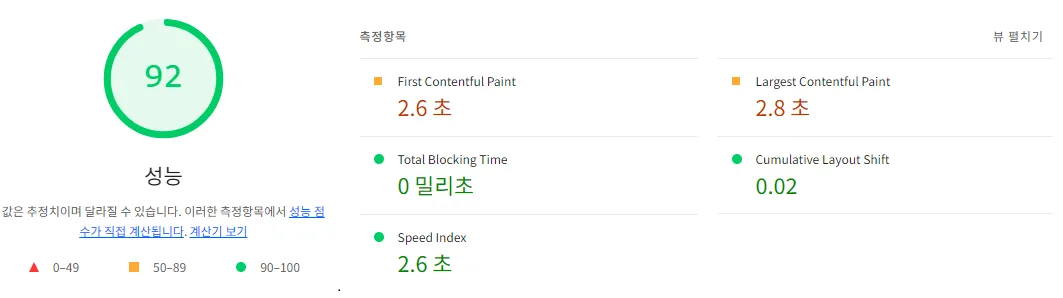 92
성능
값은 추정치이며 달라질 수 있습니다. 이러한 측정항목에서 성능 점
수가 직접 계산됩니다. 계산기 보기
0–49
50–89
90–100
측정항목
뷰 펼치기
First Contentful Paint
2.6 초
Largest Contentful Paint
2.8 초
Total Blocking Time
0 밀리초
Cumulative Layout Shift
0.02
Speed Index
2.6 초